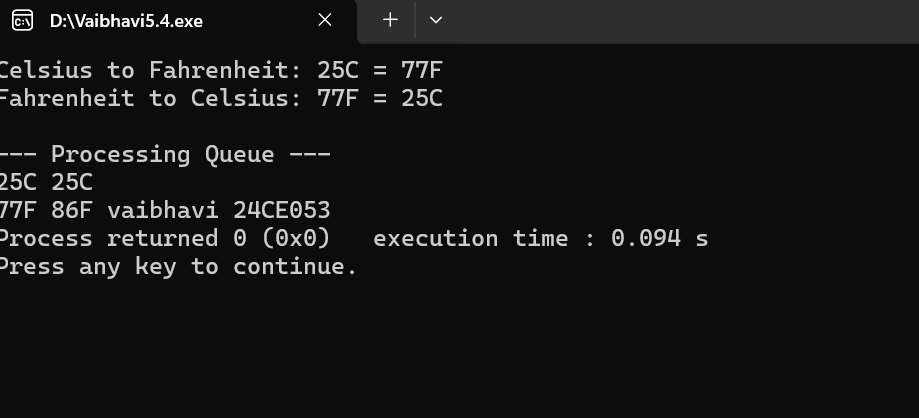 D:\Vaibhavi5.4.exe
Celsius to Fahrenheit: 25C = 77F
Fahrenheit to Celsius: 77F = 25C
--- Processing Queue ---
25C 25C
77F 86F vaibhavi 24CE053
Process returned 0 (0x0)   execution time : 0.094 s
Press any key to continue.